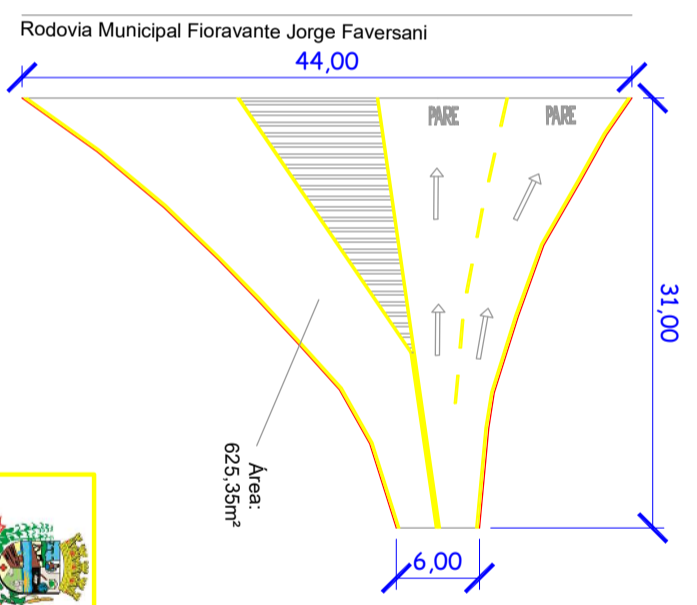 Rodovia Municipal Fioravante Jorge Faversani
44,00
PARE
PARE
31,00
Área:
625,35m²
6,00